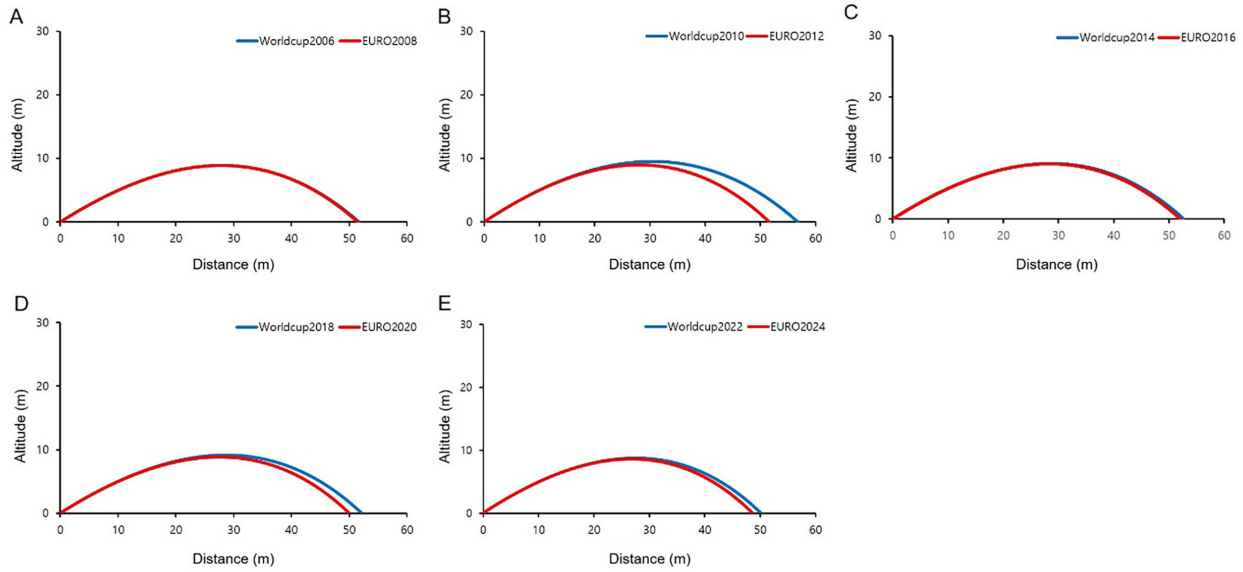 A
30
20
10
0
0 10 20 30 40 50 60
Altitude (m)
Distance (m)
Worldcup2006 EURO2008
B
30
20
10
0
0 10 20 30 40 50 60
Altitude (m)
Distance (m)
Worldcup2010 EURO2012
C
30
20
10
0
0 10 20 30 40 50 60
Altitude (m)
Distance (m)
Worldcup2014 EURO2016
D
30
20
10
0
0 10 20 30 40 50 60
Altitude (m)
Distance (m)
Worldcup2018 EURO2020
E
30
20
10
0
0 10 20 30 40 50 60
Altitude (m)
Distance (m)
Worldcup2022 EURO2024